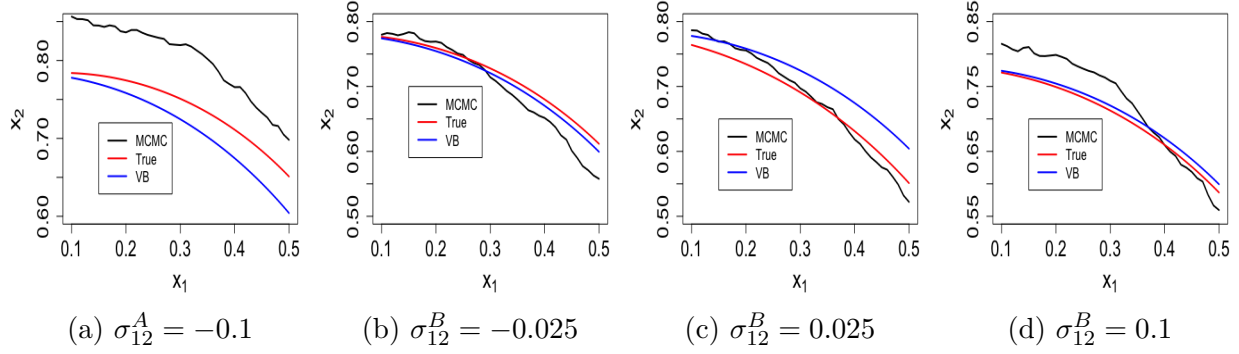 x₂
0.60 0.70 0.80
MCMC
True
VB
0.1 0.2 0.3 0.4 0.5
x₁
(a) σ₁₂ᴬ = −0.1
x₂
0.50 0.60 0.70 0.80
MCMC
True
VB
0.1 0.2 0.3 0.4 0.5
x₁
(b) σ₁₂ᴮ = −0.025
x₂
0.50 0.60 0.70 0.80
MCMC
True
VB
0.1 0.2 0.3 0.4 0.5
x₁
(c) σ₁₂ᴮ = 0.025
x₂
0.55 0.65 0.75 0.85
MCMC
True
VB
0.1 0.2 0.3 0.4 0.5
x₁
(d) σ₁₂ᴮ = 0.1